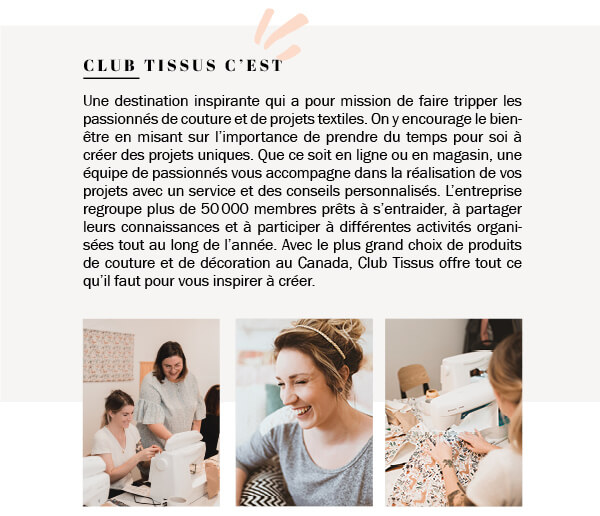 CLUB TISSUS C’EST
Une destination inspirante qui a pour mission de faire tripper les
passionnés de couture et de projets textiles. On y encourage le bien-
être en misant sur l’importance de prendre du temps pour soi à
créer des projets uniques. Que ce soit en ligne ou en magasin, une
équipe de passionnés vous accompagne dans la réalisation de vos
projets avec un service et des conseils personnalisés. L’entreprise
regroupe plus de 50 000 membres prêts à s’entraider, à partager
leurs connaissances et à participer à différentes activités organi-
sées tout au long de l’année. Avec le plus grand choix de produits
de couture et de décoration au Canada, Club Tissus offre tout ce
qu’il faut pour vous inspirer à créer.